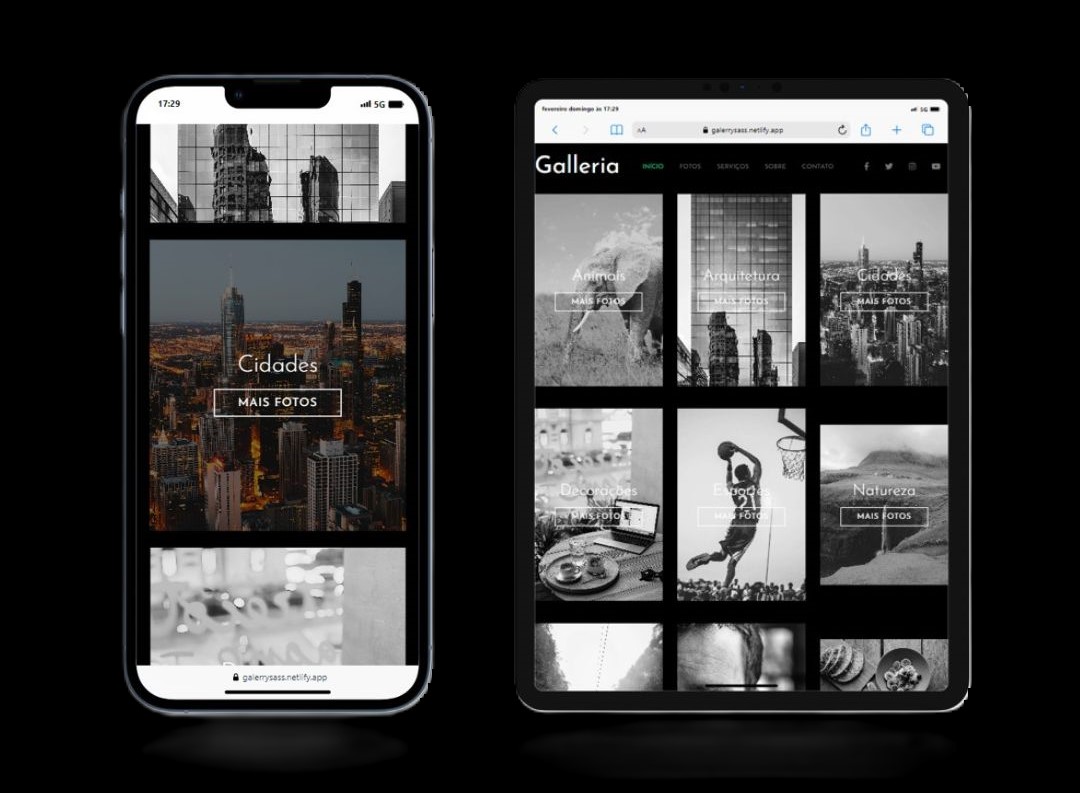 17:29
5G
Cidades
MAIS FOTOS
galerrysass.netlify.app
fevereiro domingo às 17:29
5G
AA
galerrysass.netlify.app
Galleria
INÍCIO
FOTOS
SERVIÇOS
SOBRE
CONTATO
Animais
MAIS FOTOS
Arquitetura
MAIS FOTOS
Cidades
MAIS FOTOS
Decorações
MAIS FOTOS
Esportes
21
MAIS FOTOS
Natureza
MAIS FOTOS